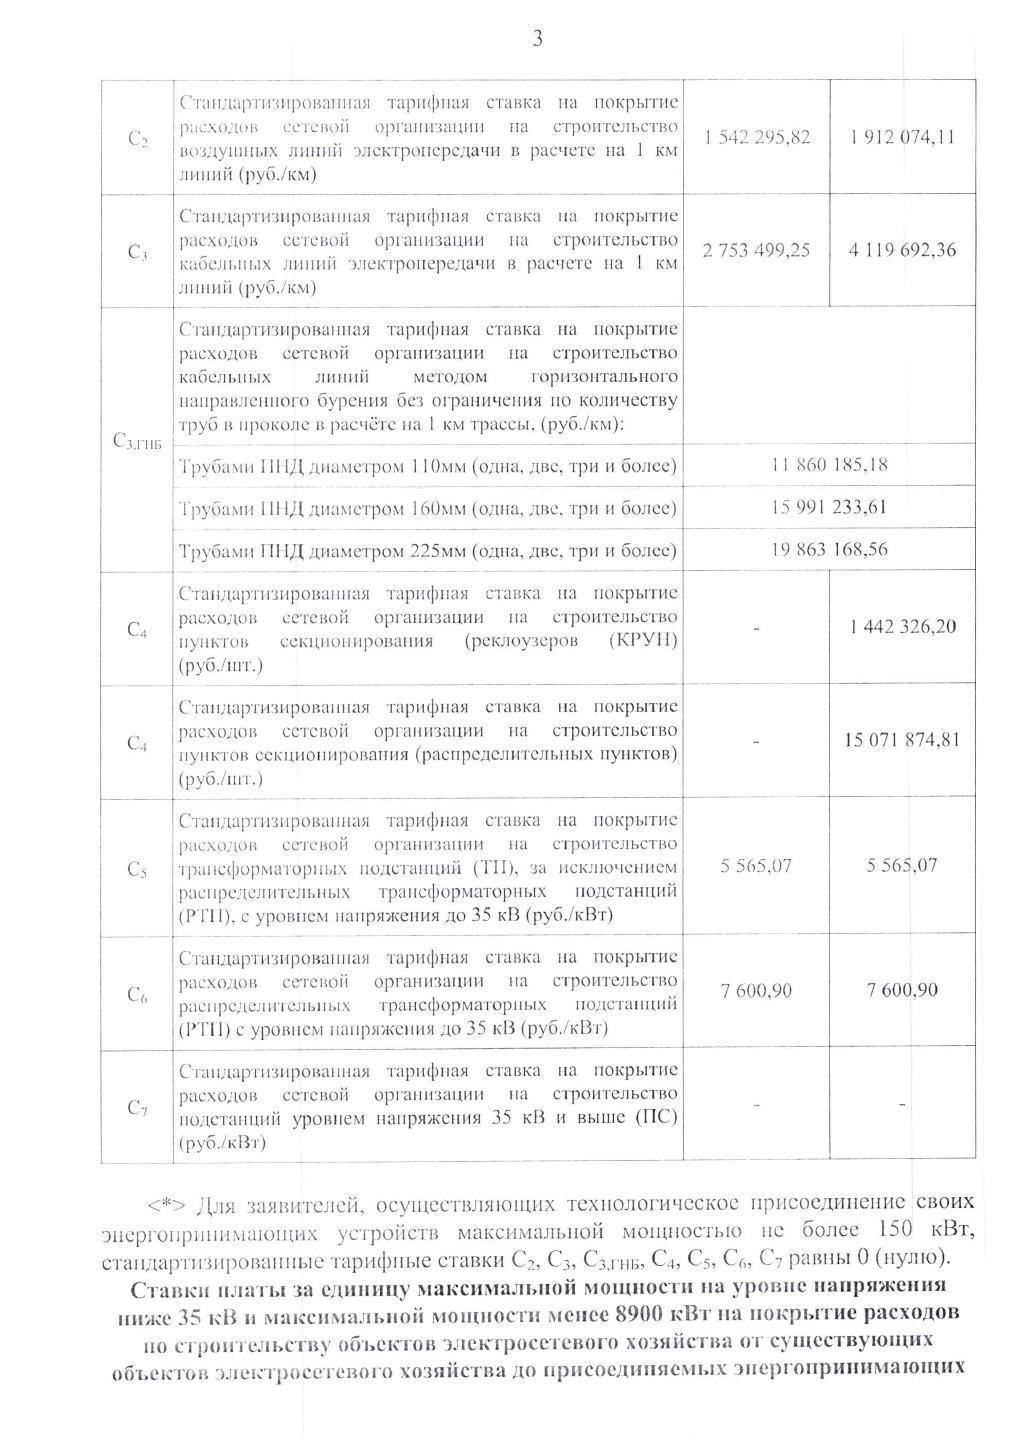 3
С2
Стандартизированная тарифная ставка на покрытие
расходов сетевой организации на строительство
воздушных линий электропередачи в расчете на 1 км
линий (руб./км)
1 542 295,82
1 912 074,11
С3
Стандартизированная тарифная ставка на покрытие
расходов сетевой организации на строительство
кабельных линий электропередачи в расчете на 1 км
линий (руб./км)
2 753 499,25
4 119 692,36
С3,ГНБ
Стандартизированная тарифная ставка на покрытие
расходов сетевой организации на строительство
кабельных линий методом горизонтального
направленного бурения без ограничения по количеству
труб в проколе в расчёте на 1 км трассы, (руб./км):
Трубами ПНД диаметром 110мм (одна, две, три и более)
11 860 185,18
Трубами ПНД диаметром 160мм (одна, две, три и более)
15 991 233,61
Трубами ПНД диаметром 225мм (одна, две, три и более)
19 863 168,56
С4
Стандартизированная тарифная ставка на покрытие
расходов сетевой организации на строительство
пунктов секционирования (реклоузеров (КРУН)
(руб./шт.)
-
1 442 326,20
С4
Стандартизированная тарифная ставка на покрытие
расходов сетевой организации на строительство
пунктов секционирования (распределительных пунктов)
(руб./шт.)
-
15 071 874,81
С5
Стандартизированная тарифная ставка на покрытие
расходов сетевой организации на строительство
трансформаторных подстанций (ТП), за исключением
распределительных трансформаторных подстанций
(РТП), с уровнем напряжения до 35 кВ (руб./кВт)
5 565,07
5 565,07
С6
Стандартизированная тарифная ставка на покрытие
расходов сетевой организации на строительство
распределительных трансформаторных подстанций
(РТП) с уровнем напряжения до 35 кВ (руб./кВт)
7 600,90
7 600,90
С7
Стандартизированная тарифная ставка на покрытие
расходов сетевой организации на строительство
подстанций уровнем напряжения 35 кВ и выше (ПС)
(руб./кВт)
-
-
<*> Для заявителей, осуществляющих технологическое присоединение своих
энергопринимающих устройств максимальной мощностью не более 150 кВт,
стандартизированные тарифные ставки С2, С3, С3,ГНБ, С4, С5, С6, С7 равны 0 (нулю).
Ставки платы за единицу максимальной мощности на уровне напряжения
ниже 35 кВ и максимальной мощности менее 8900 кВт на покрытие расходов
по строительству объектов электросетевого хозяйства от существующих
объектов электросетевого хозяйства до присоединяемых энергопринимающих